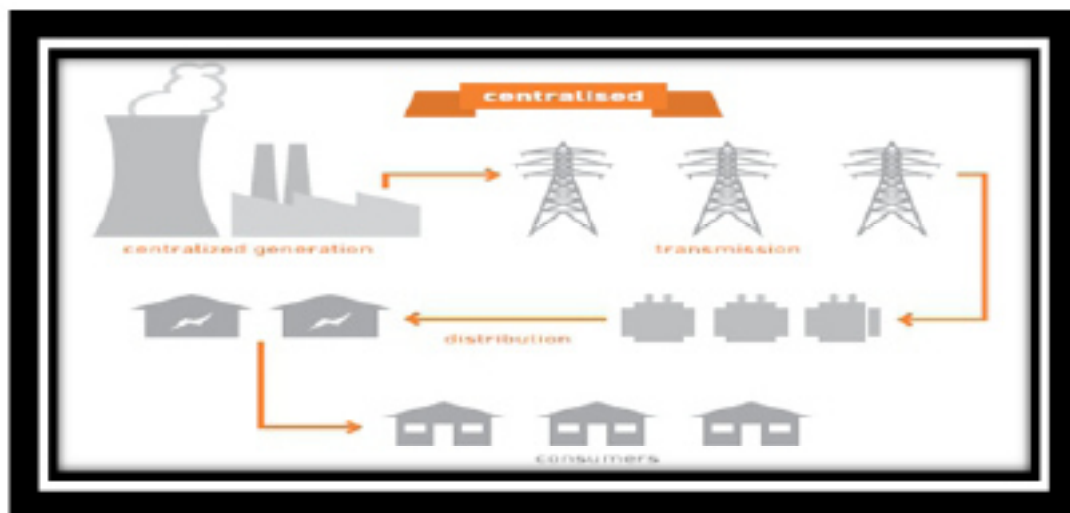 centralised
centralized generation
transmission
distribution
consumers